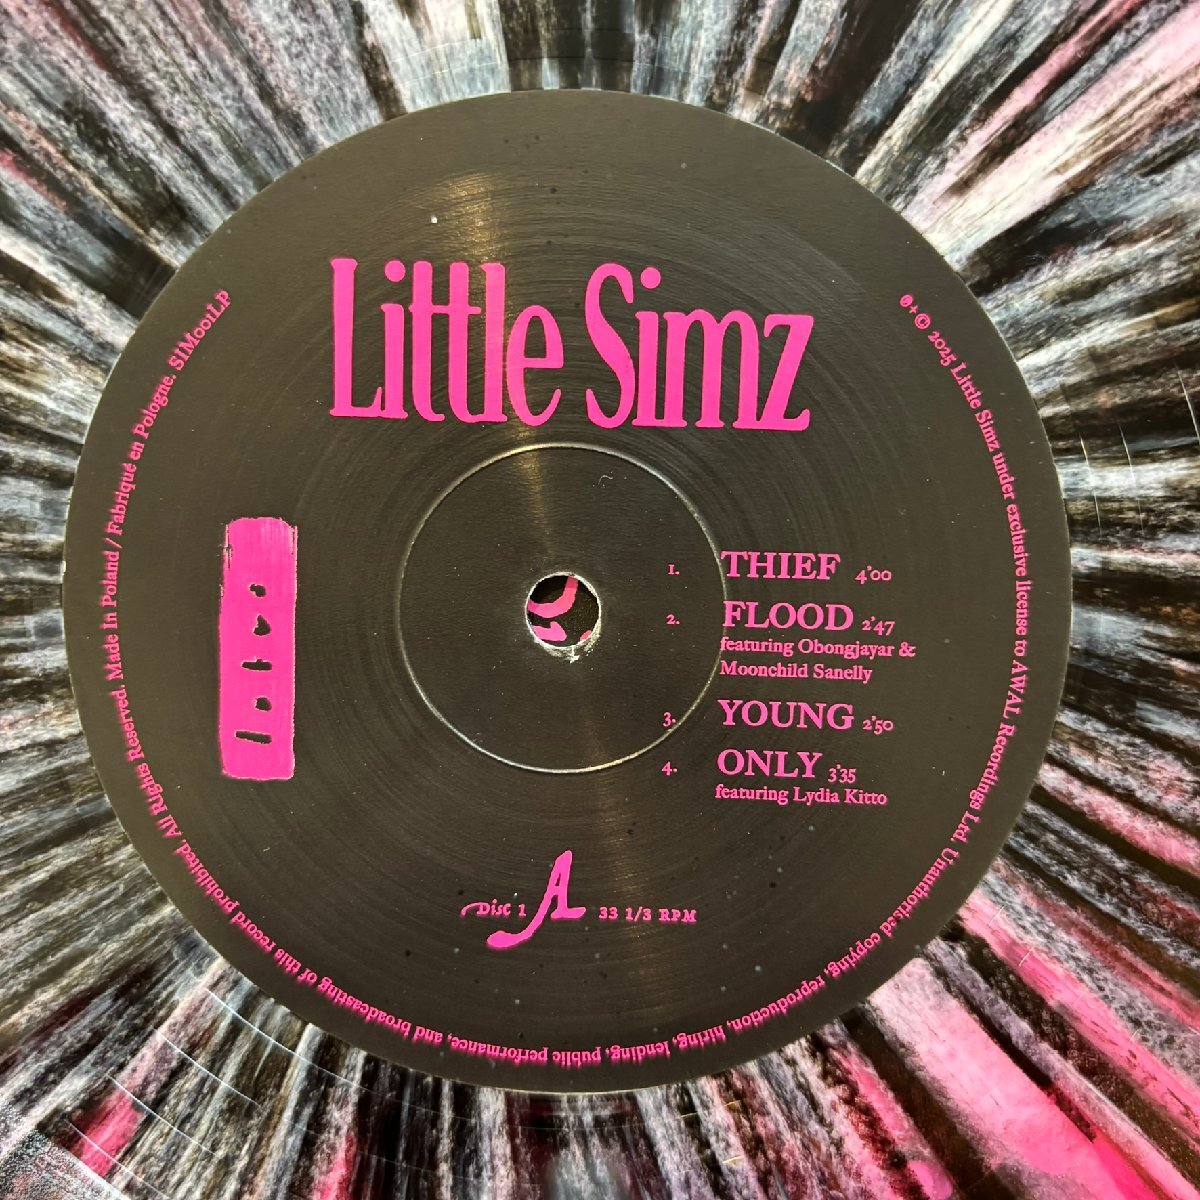 Little Simz
1. THIEF 4'00
2. FLOOD 2'47
featuring Obongjayar &
Moonchild Sanelly
3. YOUNG 2'50
4. ONLY 3'35
featuring Lydia Kitto
Disc 1 A 33 1/3 RPM
℗+© 2025 Little Simz under exclusive license to AWAL Recordings Ltd. Unauthorised copying, reproduction, hiring, lending, public performance, and broadcasting of this record prohibited. All Rights Reserved. Made in Poland / Fabriqué en Pologne. SIM001LP